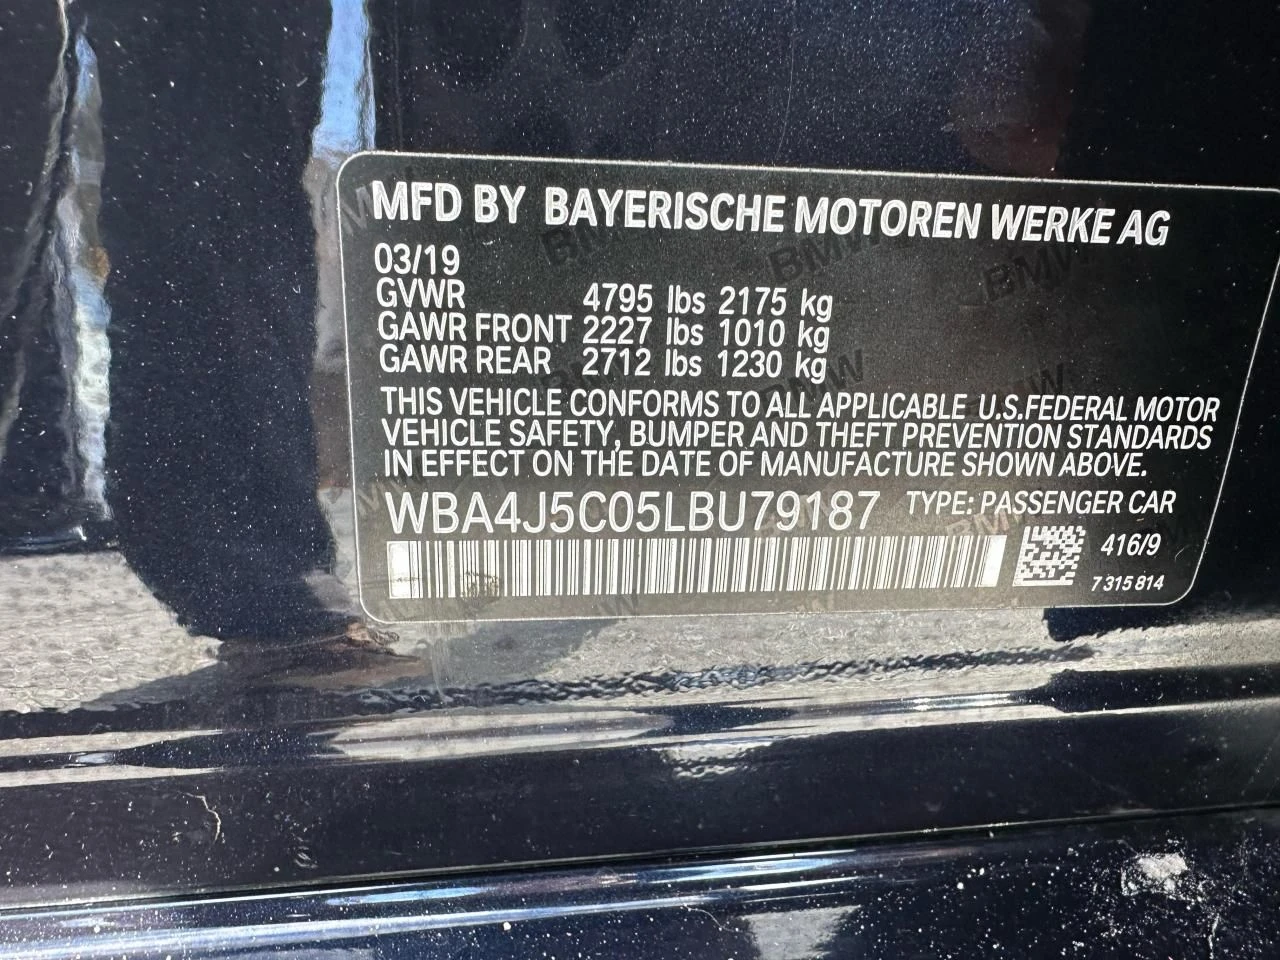 MFD BY BAYERISCHE MOTOREN WERKE AG
03/19
GVWR 4795 lbs 2175 kg
GAWR FRONT 2227 lbs 1010 kg
GAWR REAR 2712 lbs 1230 kg
THIS VEHICLE CONFORMS TO ALL APPLICABLE U.S.FEDERAL MOTOR
VEHICLE SAFETY, BUMPER AND THEFT PREVENTION STANDARDS
IN EFFECT ON THE DATE OF MANUFACTURE SHOWN ABOVE.
WBA4J5C05LBU79187 TYPE: PASSENGER CAR
416/9
7 315 814